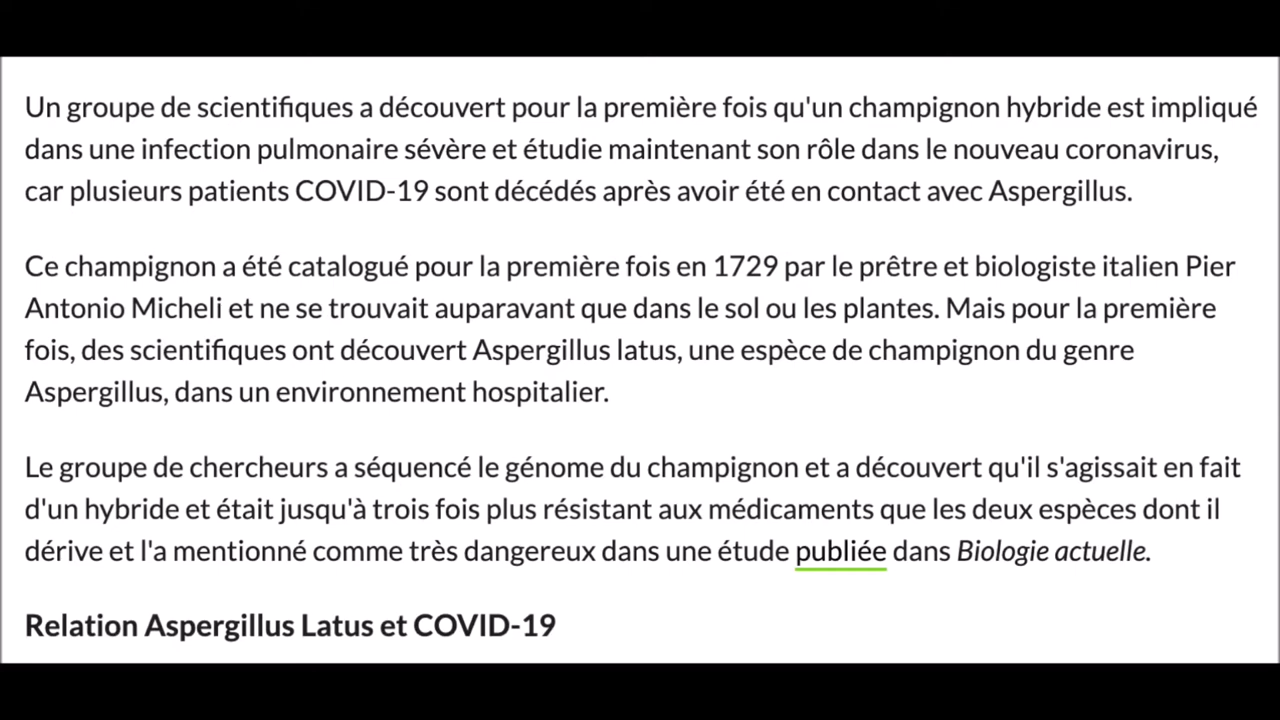 Un groupe de scientifiques a découvert pour la première fois qu'un champignon hybride est impliqué
dans une infection pulmonaire sévère et étudie maintenant son rôle dans le nouveau coronavirus,
car plusieurs patients COVID-19 sont décédés après avoir été en contact avec Aspergillus.
Ce champignon a été catalogué pour la première fois en 1729 par le prêtre et biologiste italien Pier
Antonio Micheli et ne se trouvait auparavant que dans le sol ou les plantes. Mais pour la première
fois, des scientifiques ont découvert Aspergillus latus, une espèce de champignon du genre
Aspergillus, dans un environnement hospitalier.
Le groupe de chercheurs a séquencé le génome du champignon et a découvert qu'il s'agissait en fait
d'un hybride et était jusqu'à trois fois plus résistant aux médicaments que les deux espèces dont il
dérive et l'a mentionné comme très dangereux dans une étude publiée dans Biologie actuelle.
Relation Aspergillus Latus et COVID-19